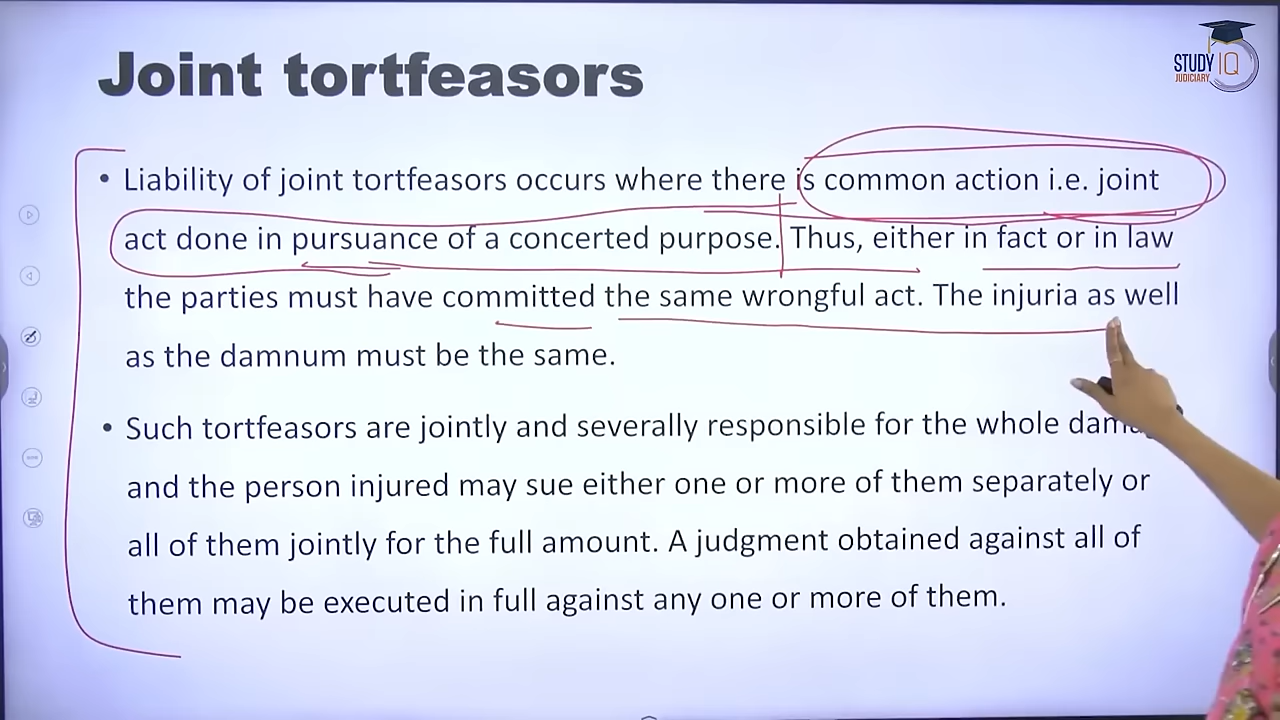 Joint tortfeasors
STUDY IQ
JUDICIARY
• Liability of joint tortfeasors occurs where there is common action i.e. joint
act done in pursuance of a concerted purpose. Thus, either in fact or in law
the parties must have committed the same wrongful act. The injuria as well
as the damnum must be the same.
• Such tortfeasors are jointly and severally responsible for the whole
and the person injured may sue either one or more of them separately or
all of them jointly for the full amount. A judgment obtained against all of
them may be executed in full against any one or more of them.